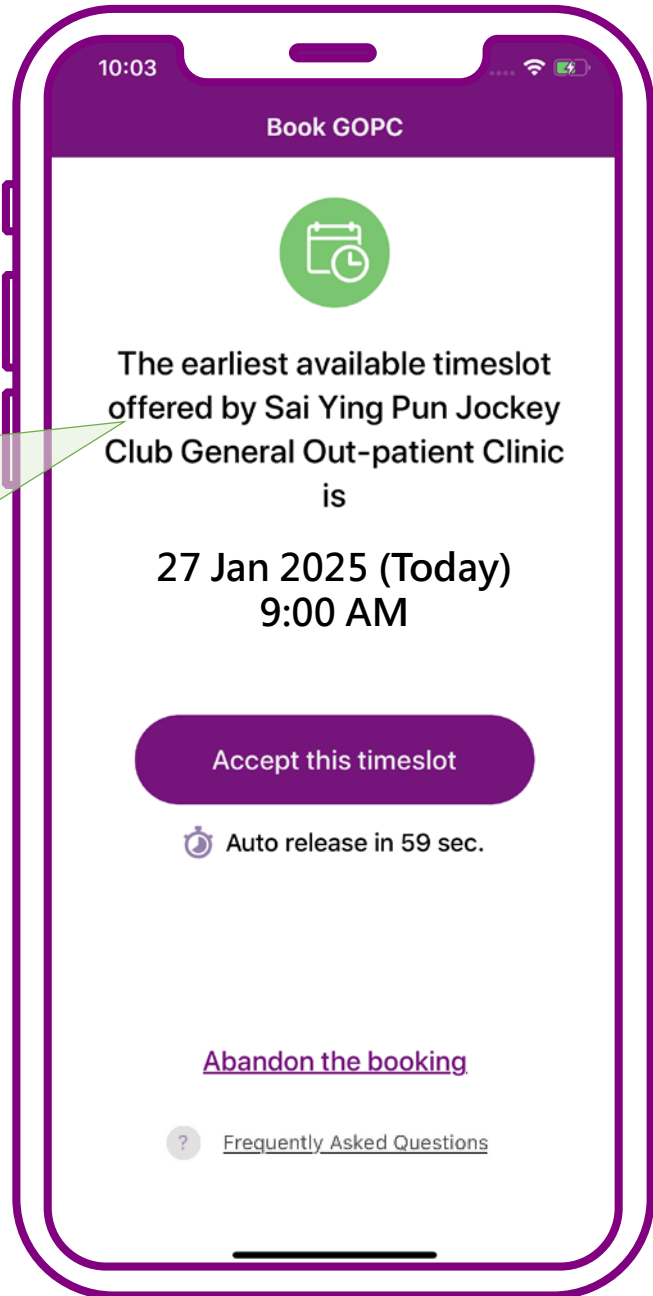 10:03
Book GOPC
The earliest available timeslot
offered by Sai Ying Pun Jockey
Club General Out-patient Clinic
is
27 Jan 2025 (Today)
9:00 AM
Accept this timeslot
Auto release in 59 sec.
Abandon the booking
? Frequently Asked Questions